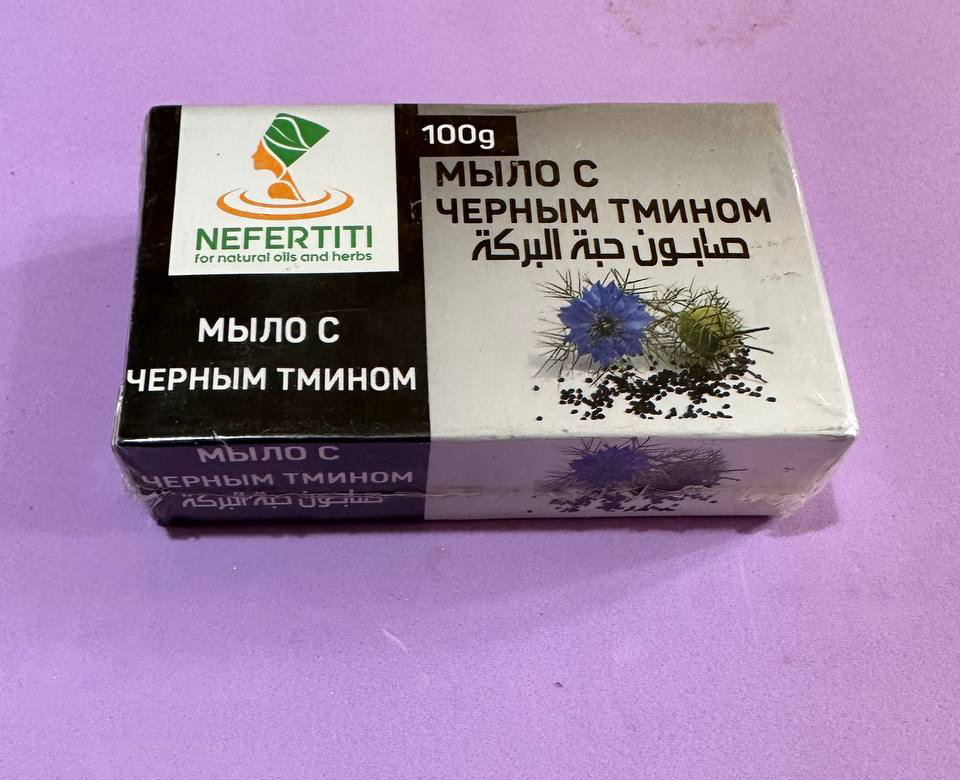 NEFERTITI
for natural oils and herbs
МЫЛО С
ЧЕРНЫМ ТМИНОМ
100g
МЫЛО С
ЧЕРНЫМ ТМИНОМ
صابون حبة البركة
МЫЛО С
ЧЕРНЫМ ТМИНОМ
صابون حبة البركة